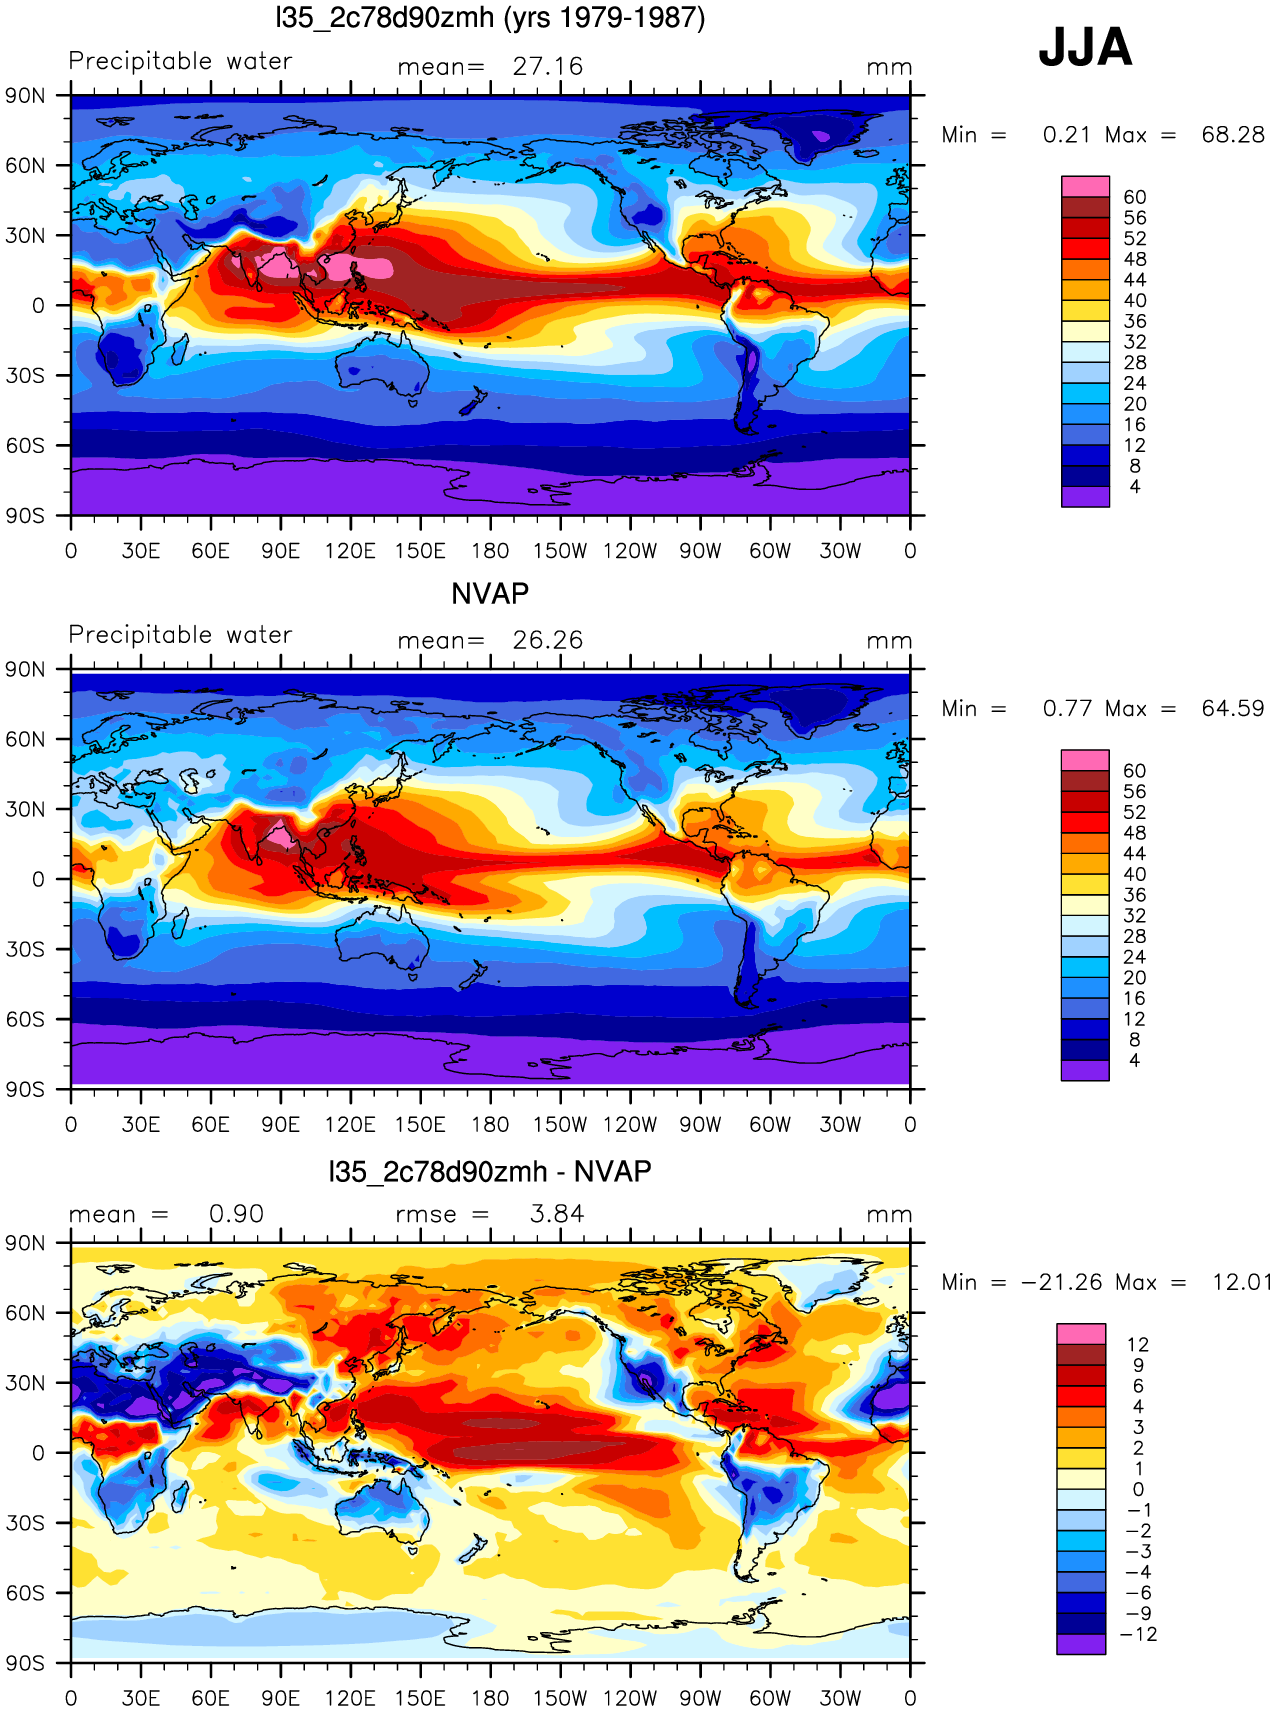 l35_2c78d90zmh (yrs 1979-1987)
JJA
Precipitable water mean= 27.16 mm
Min = 0.21 Max = 68.28
90N
60N
30N
0
30S
60S
90S
0 30E 60E 90E 120E 150E 180 150W 120W 90W 60W 30W 0
60
56
52
48
44
40
36
32
28
24
20
16
12
8
4
NVAP
Precipitable water mean= 26.26 mm
Min = 0.77 Max = 64.59
90N
60N
30N
0
30S
60S
90S
0 30E 60E 90E 120E 150E 180 150W 120W 90W 60W 30W 0
60
56
52
48
44
40
36
32
28
24
20
16
12
8
4
l35_2c78d90zmh - NVAP
mean = 0.90 rmse = 3.84 mm
Min = −21.26 Max = 12.01
90N
60N
30N
0
30S
60S
90S
0 30E 60E 90E 120E 150E 180 150W 120W 90W 60W 30W 0
12
9
6
4
3
2
1
0
−1
−2
−3
−4
−6
−9
−12